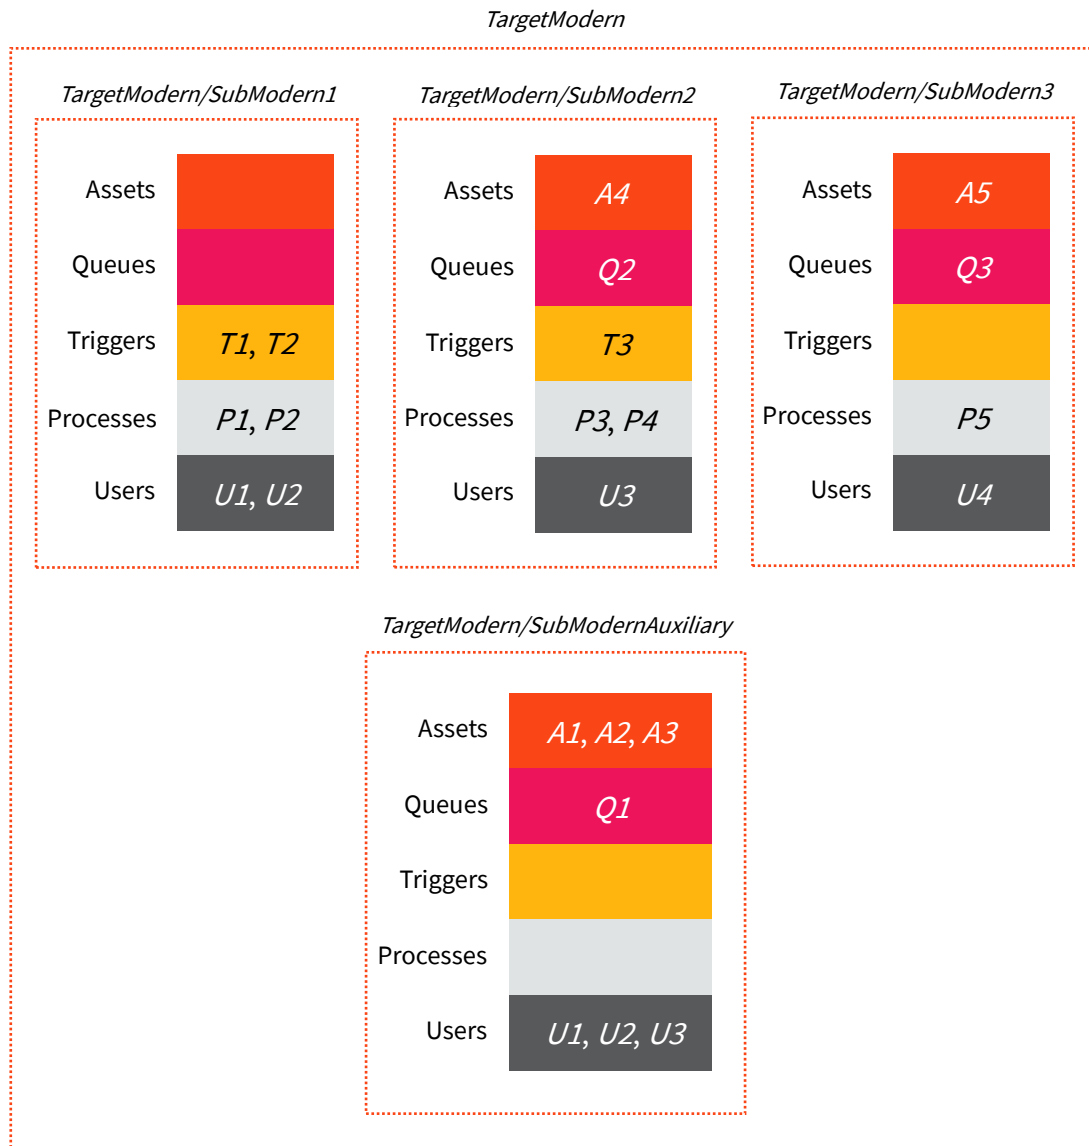 TargetModern
TargetModern/SubModern1
Assets
Queues
Triggers T1, T2
Processes P1, P2
Users U1, U2
TargetModern/SubModern2
Assets A4
Queues Q2
Triggers T3
Processes P3, P4
Users U3
TargetModern/SubModern3
Assets A5
Queues Q3
Triggers
Processes P5
Users U4
TargetModern/SubModernAuxiliary
Assets A1, A2, A3
Queues Q1
Triggers
Processes
Users U1, U2, U3